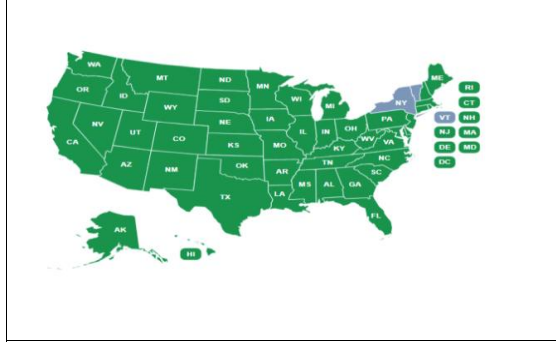 WA
MT
ND
MN
ME
OR
ID
SD
WI
MI
NY
RI
WY
CT
NV
NE
IA
PA
VT NH
UT
CO
IL
IN
OH
NJ MA
CA
KS
MO
WV
VA
DE MD
KY
DC
AZ
NM
OK
AR
TN
NC
SC
TX
LA
MS
AL
GA
FL
AK
HI